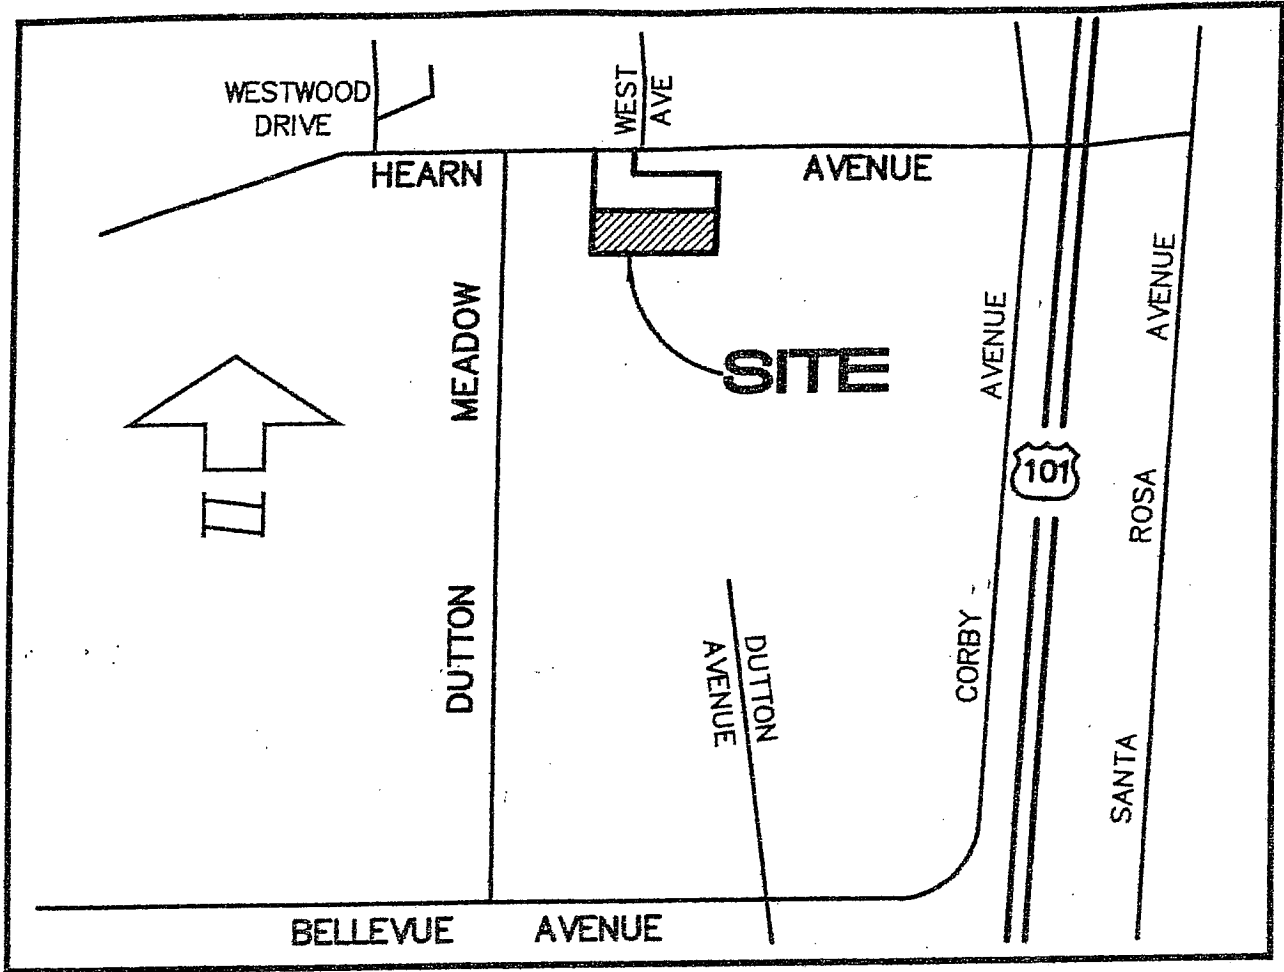 WESTWOOD
DRIVE
WEST
AVE
HEARN AVENUE
SITE
DUTTON MEADOW
N
DUTTON
AVENUE
CORBY AVENUE
101
SANTA ROSA AVENUE
BELLEVUE AVENUE